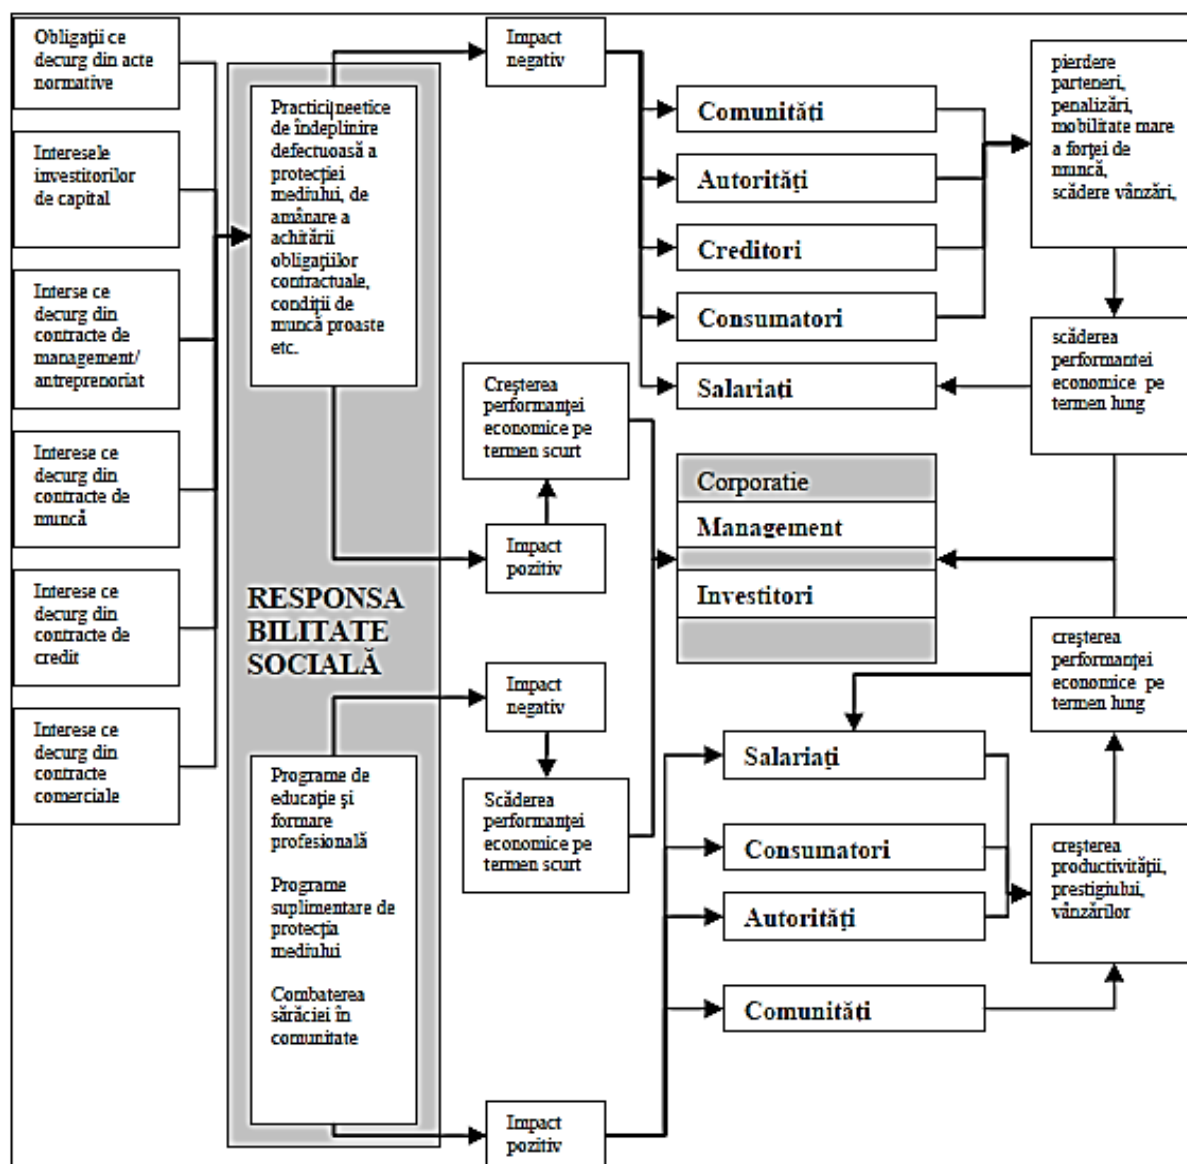 Obligații ce
decurg din acte
normative
Interesele
investitorilor
de capital
Interse ce
decurg din
contracte de
management/
antreprenoriat
Interese ce
decurg din
contracte de
muncă
Interese ce
decurg din
contracte de
credit
Interese ce
decurg din
contracte
comerciale
Practici neetice
de îndeplinire
defectuoasă a
protecției
mediului, de
amânare a
achitării
obligațiilor
contractuale,
condiții de
muncă proaste
etc.
RESPONSA
BILITATE
SOCIALĂ
Programe de
educație și
formare
profesională
Programe
suplimentare de
protecția
mediului
Combaterea
sărăciei în
comunitate
Impact
negativ
Creșterea
performanței
economice pe
termen scurt
Impact
pozitiv
Impact
negativ
Scăderea
performanței
economice pe
termen scurt
Impact
pozitiv
Comunități
Autorități
Creditori
Consumatori
Salariați
Corporatie
Management
Investitori
Salariați
Consumatori
Autorități
Comunități
pierdere
parteneri,
penalizări,
mobilitate mare
a forței de
muncă,
scădere vânzări,
scăderea
performantei
economice pe
termen lung
creșterea
performanței
economice pe
termen lung
creșterea
productivității,
prestigiului,
vânzărilor